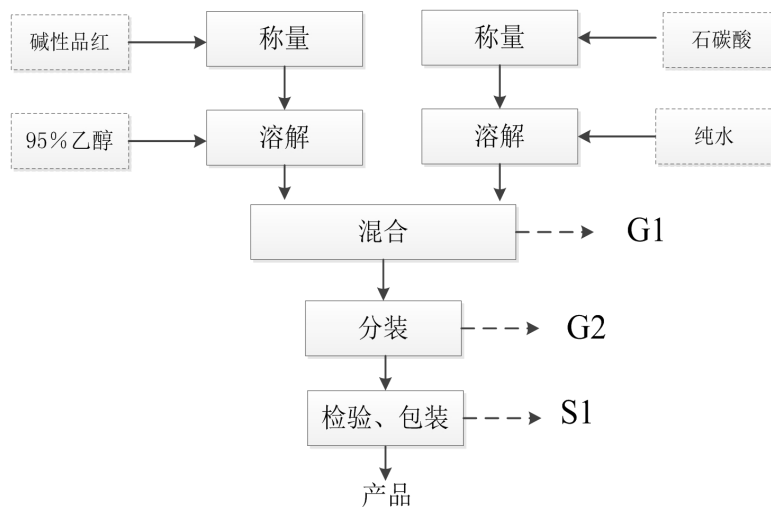 碱性品红
称量
称量
石碳酸
95%乙醇
溶解
溶解
纯水
混合
G1
分装
G2
检验、包装
S1
产品